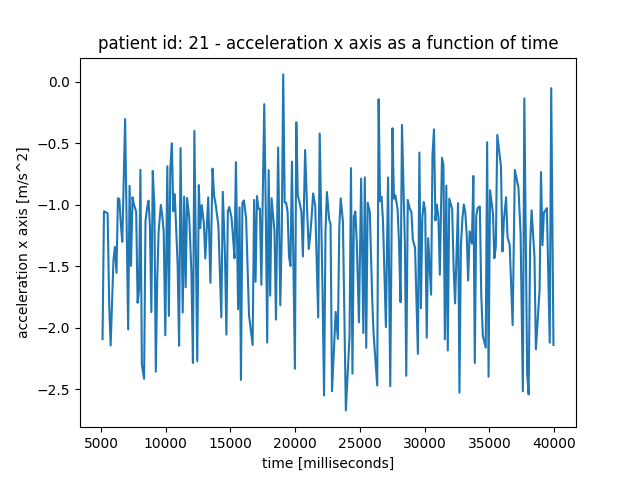 patient id: 21 - acceleration x axis as a function of time
0.0
−0.5
−1.0
−1.5
−2.0
−2.5
acceleration x axis [m/s^2]
5000 10000 15000 20000 25000 30000 35000 40000
time [milliseconds]